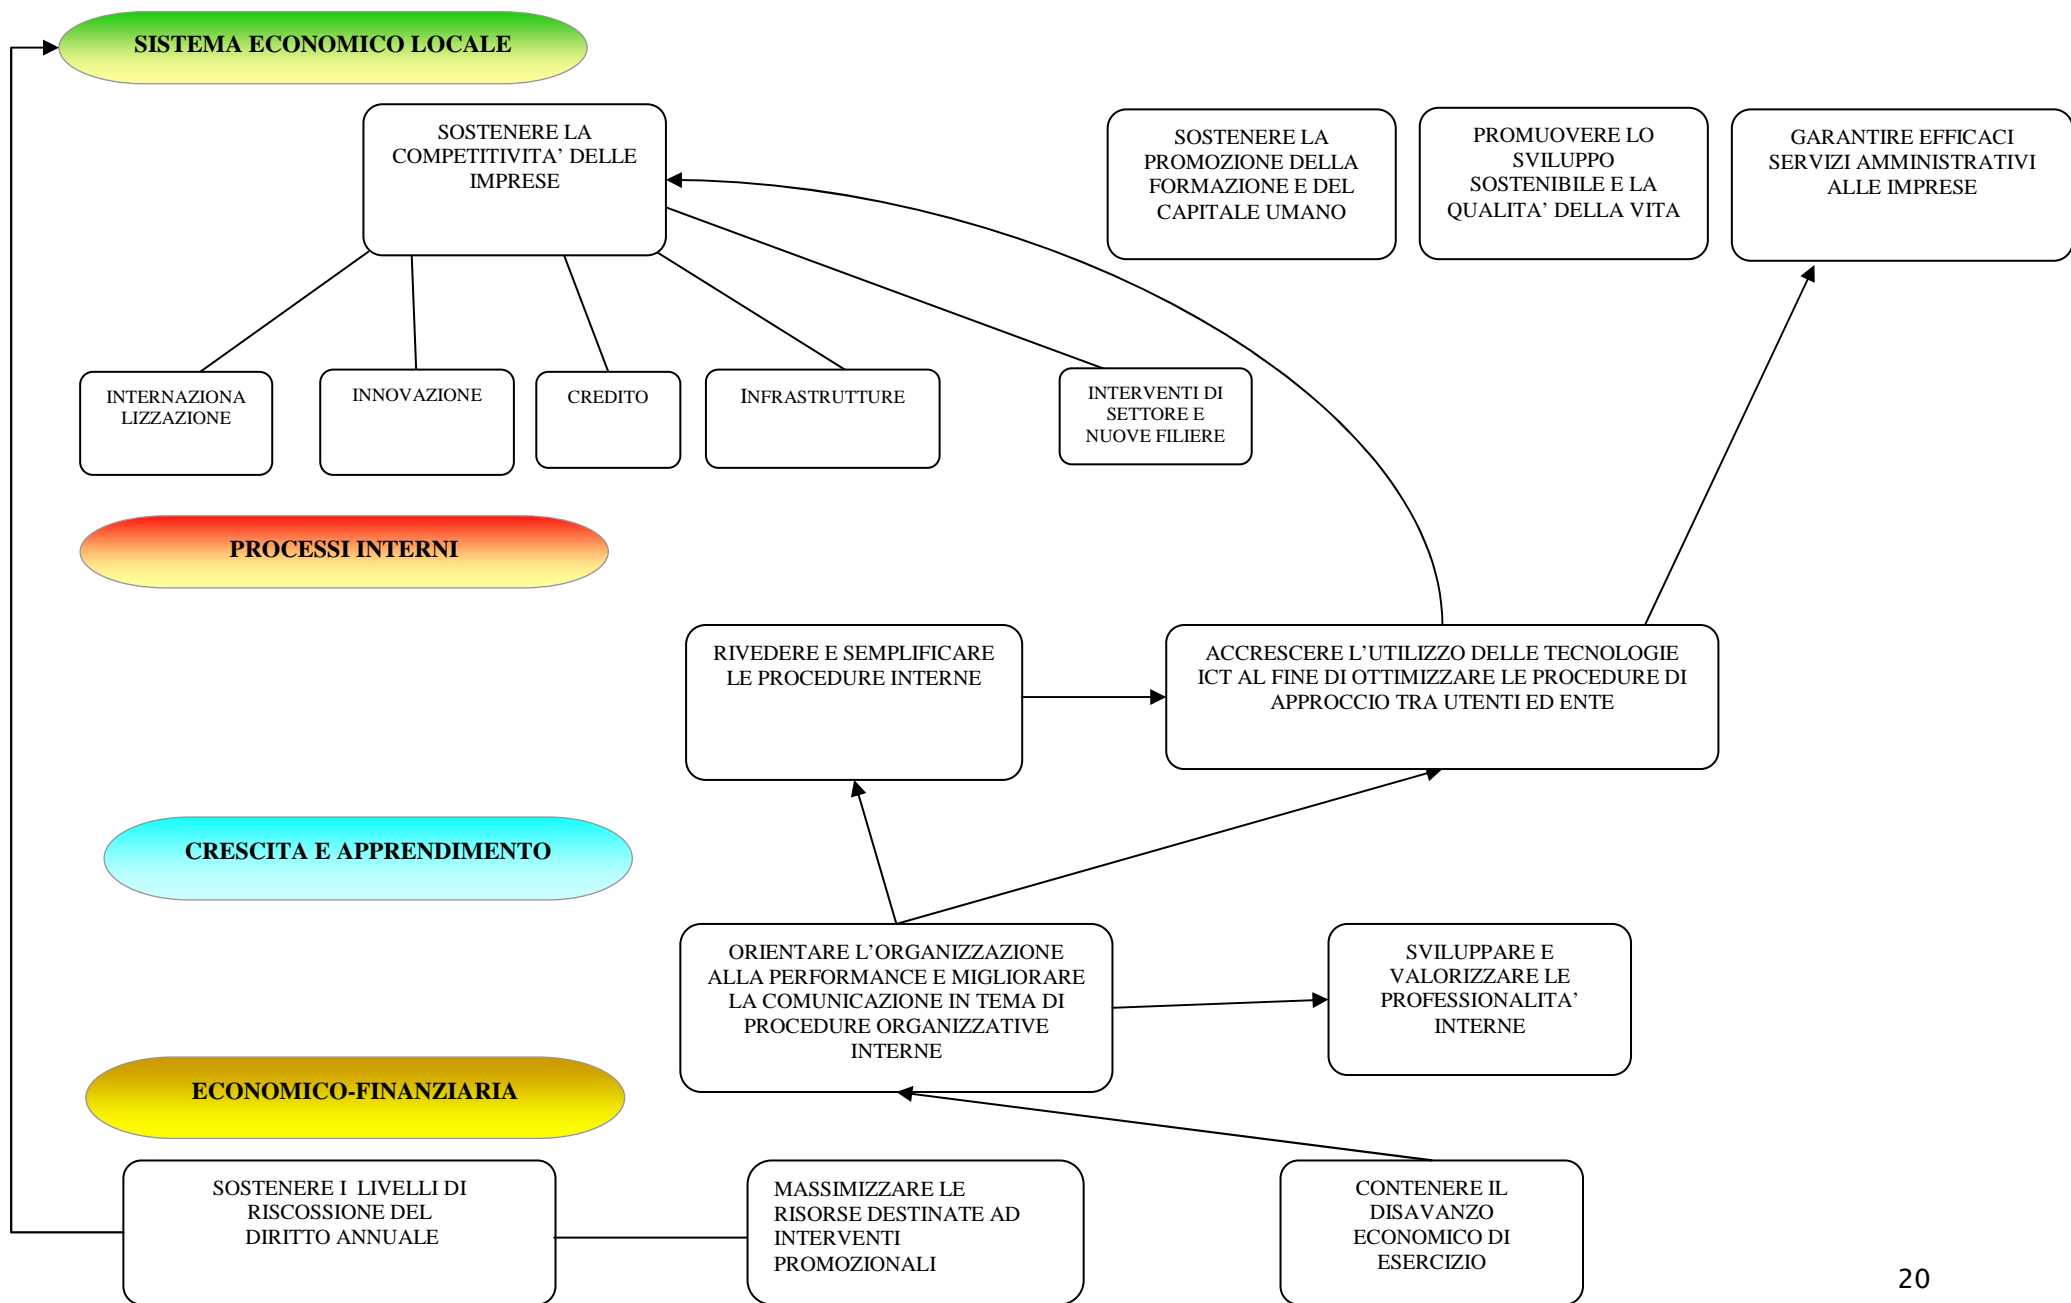 SISTEMA ECONOMICO LOCALE
SOSTENERE LA
COMPETITIVITA’ DELLE
IMPRESE
SOSTENERE LA
PROMOZIONE DELLA
FORMAZIONE E DEL
CAPITALE UMANO
PROMUOVERE LO
SVILUPPO
SOSTENIBILE E LA
QUALITA’ DELLA VITA
GARANTIRE EFFICACI
SERVIZI AMMINISTRATIVI
ALLE IMPRESE
INTERNAZIONA
LIZZAZIONE
INNOVAZIONE
CREDITO
INFRASTRUTTURE
INTERVENTI DI
SETTORE E
NUOVE FILIERE
PROCESSI INTERNI
RIVEDERE E SEMPLIFICARE
LE PROCEDURE INTERNE
ACCRESCERE L’UTILIZZO DELLE TECNOLOGIE
ICT AL FINE DI OTTIMIZZARE LE PROCEDURE DI
APPROCCIO TRA UTENTI ED ENTE
CRESCITA E APPRENDIMENTO
ORIENTARE L’ORGANIZZAZIONE
ALLA PERFORMANCE E MIGLIORARE
LA COMUNICAZIONE IN TEMA DI
PROCEDURE ORGANIZZATIVE
INTERNE
SVILUPPARE E
VALORIZZARE LE
PROFESSIONALITA’
INTERNE
ECONOMICO-FINANZIARIA
SOSTENERE I LIVELLI DI
RISCOSSIONE DEL
DIRITTO ANNUALE
MASSIMIZZARE LE
RISORSE DESTINATE AD
INTERVENTI
PROMOZIONALI
CONTENERE IL
DISAVANZO
ECONOMICO DI
ESERCIZIO
20